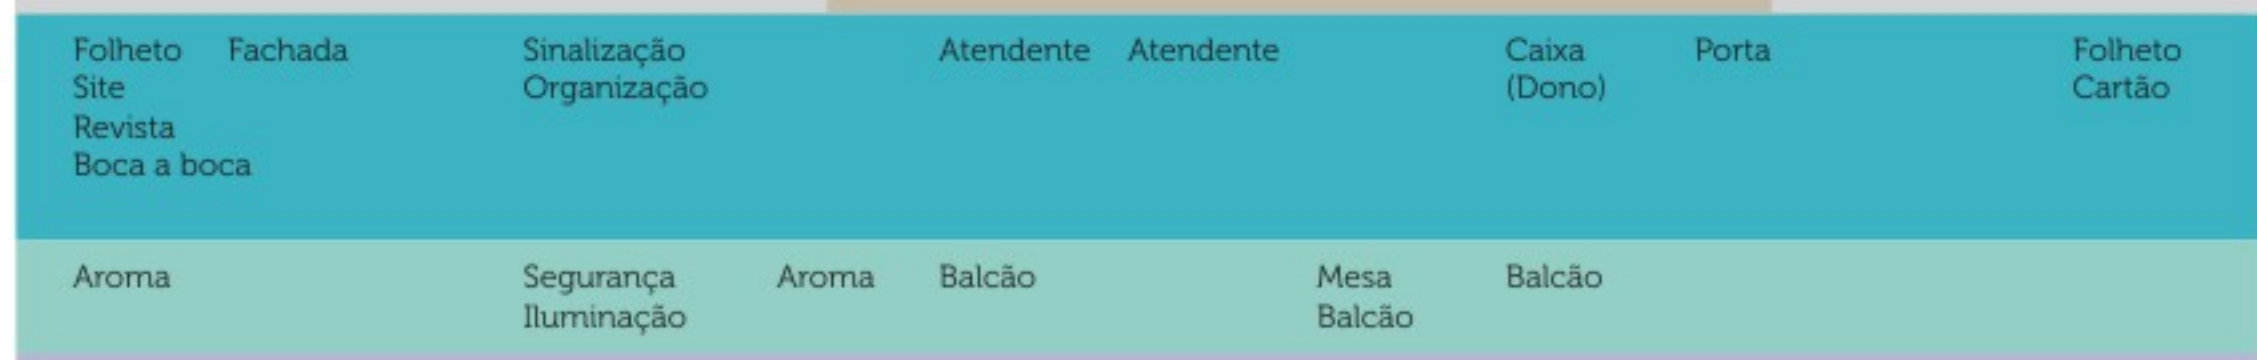 Folheto Fachada Sinalização Atendente Atendente Caixa Porta Folheto
Site Organização (Dono) Cartão
Revista
Boca a boca
Aroma Segurança Aroma Balcão Mesa Balcão
Iluminação Balcão